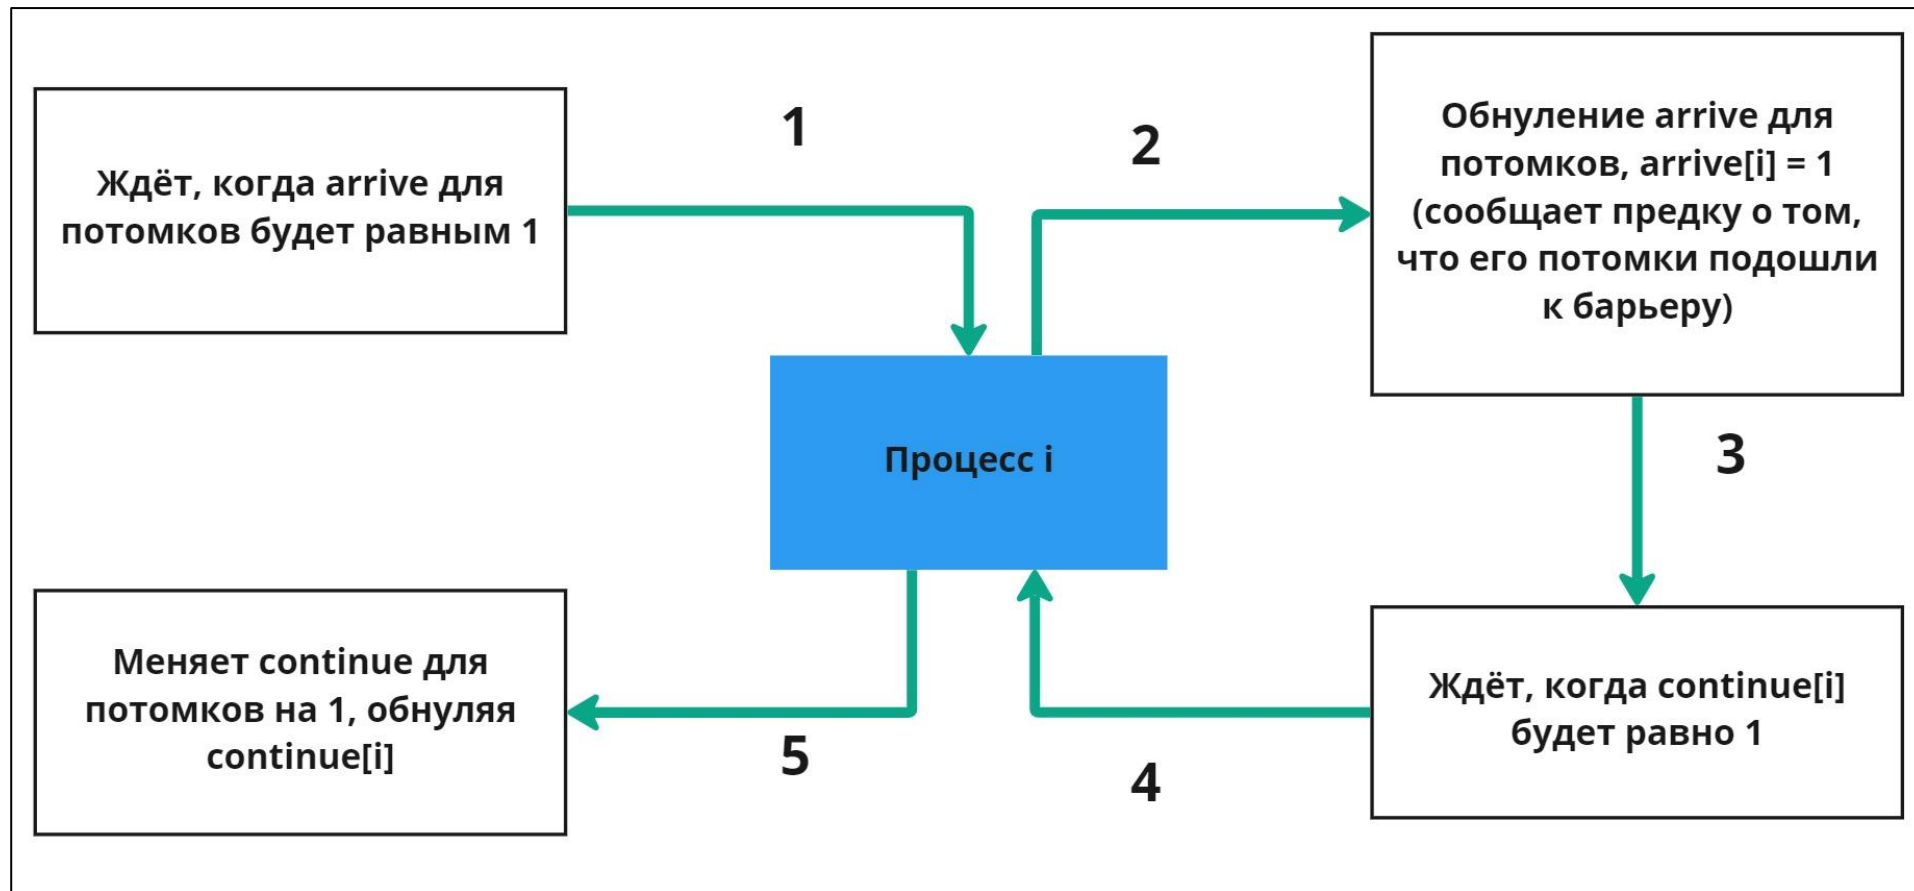 Ждёт, когда arrive для
потомков будет равным 1
1
2
Обнуление arrive для
потомков, arrive[i] = 1
(сообщает предку о том,
что его потомки подошли
к барьеру)
Процесс i
3
Меняет continue для
потомков на 1, обнуляя
continue[i]
5
4
Ждёт, когда continue[i]
будет равно 1